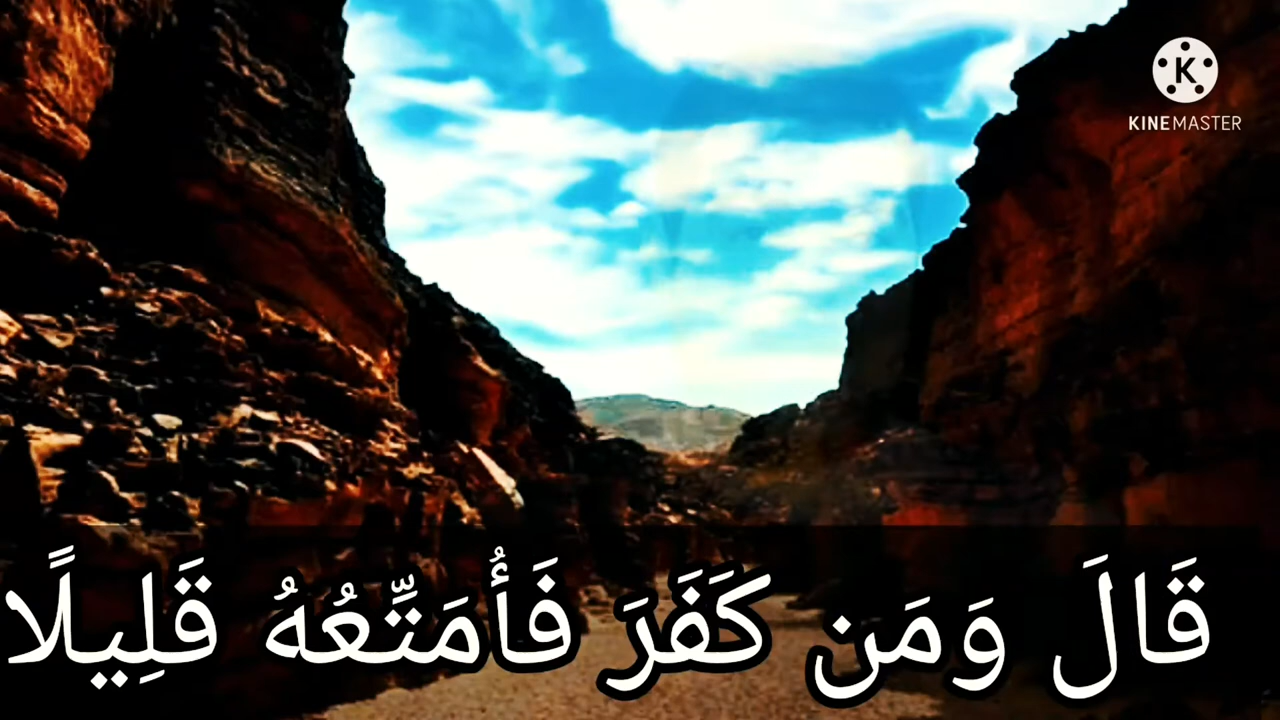 K
KINEMASTER
قَالَ وَمَن كَفَرَ فَأُمَتِّعُهُ قَلِيلًا